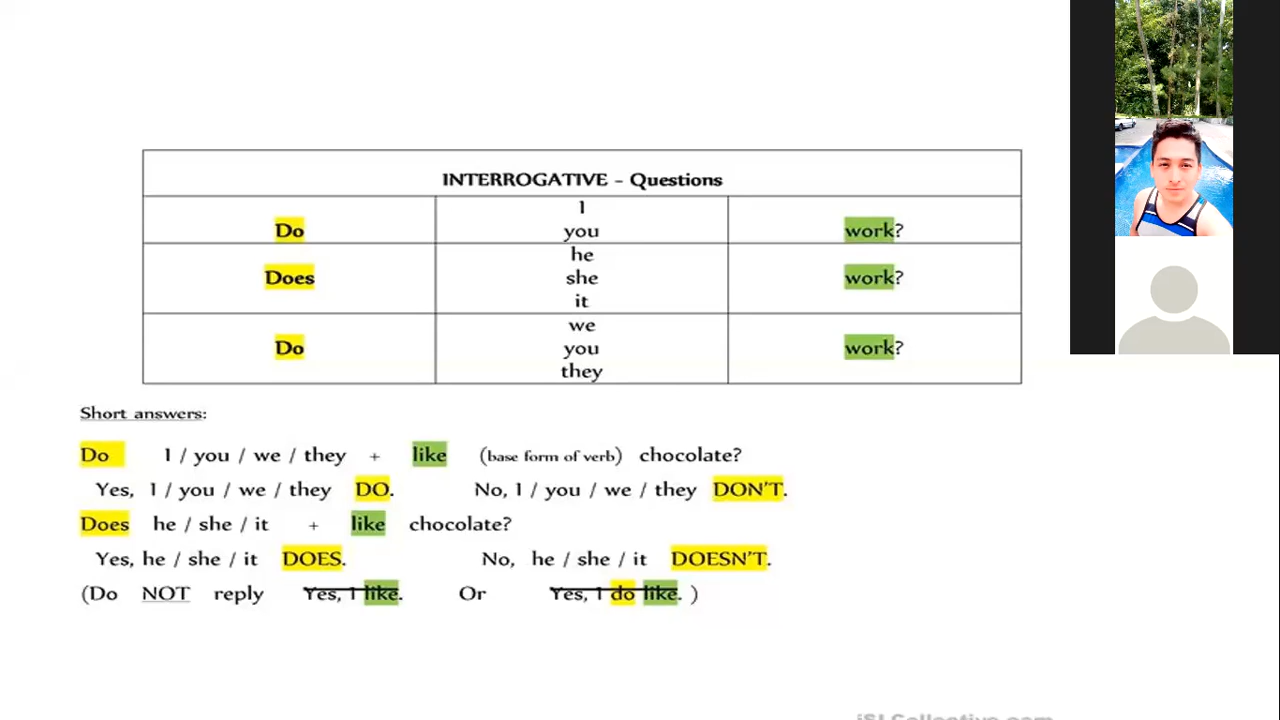 INTERROGATIVE - Questions
I
Do you work?
he
Does she work?
it
we
Do you work?
they
Short answers:
Do I / you / we / they + like (base form of verb) chocolate?
Yes, I / you / we / they DO. No, I / you / we / they DON'T.
Does he / she / it + like chocolate?
Yes, he / she / it DOES. No, he / she / it DOESN'T.
(Do NOT reply Yes, I like. Or Yes, I do like. )
iSLCollective.com